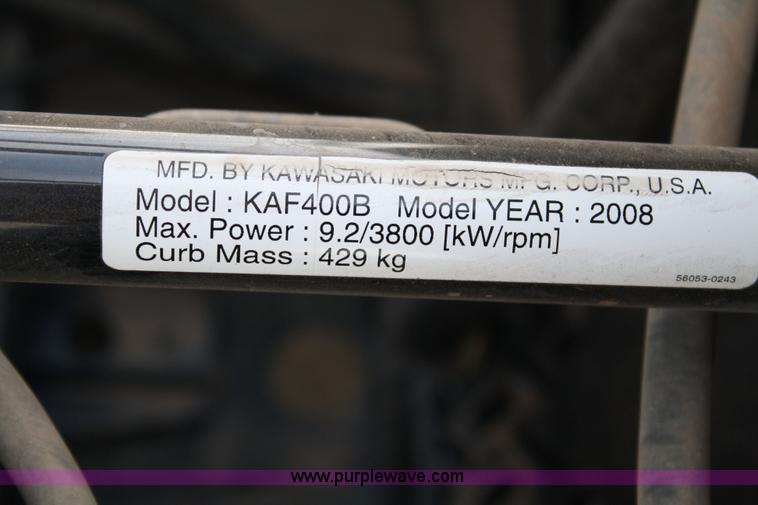 MFD. BY KAWASAKI MOTORS MFG. CORP., U.S.A.
Model : KAF400B Model YEAR : 2008
Max. Power : 9.2/3800 [kW/rpm]
Curb Mass : 429 kg
56053-0243
www.purplewave.com